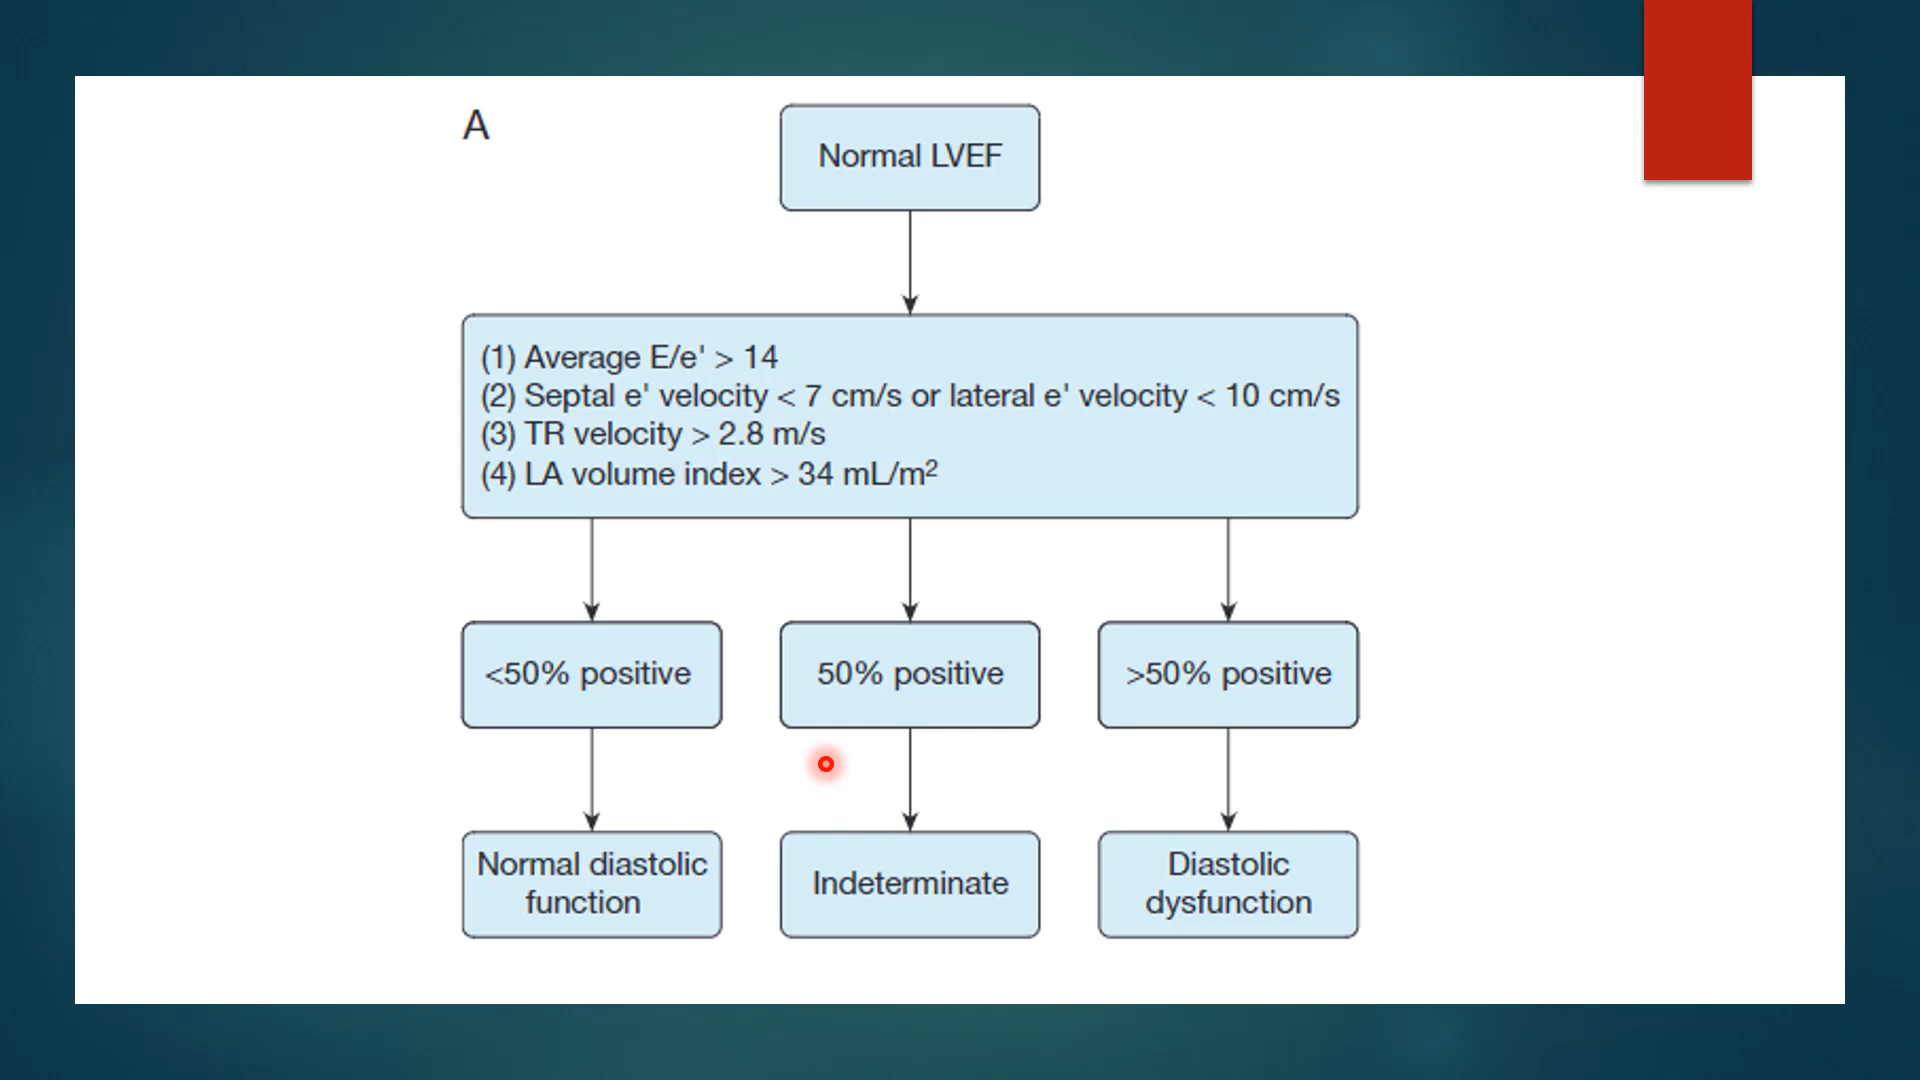 A
Normal LVEF
(1) Average E/e' > 14
(2) Septal e' velocity < 7 cm/s or lateral e' velocity < 10 cm/s
(3) TR velocity > 2.8 m/s
(4) LA volume index > 34 mL/m²
<50% positive
50% positive
>50% positive
Normal diastolic
function
Indeterminate
Diastolic
dysfunction